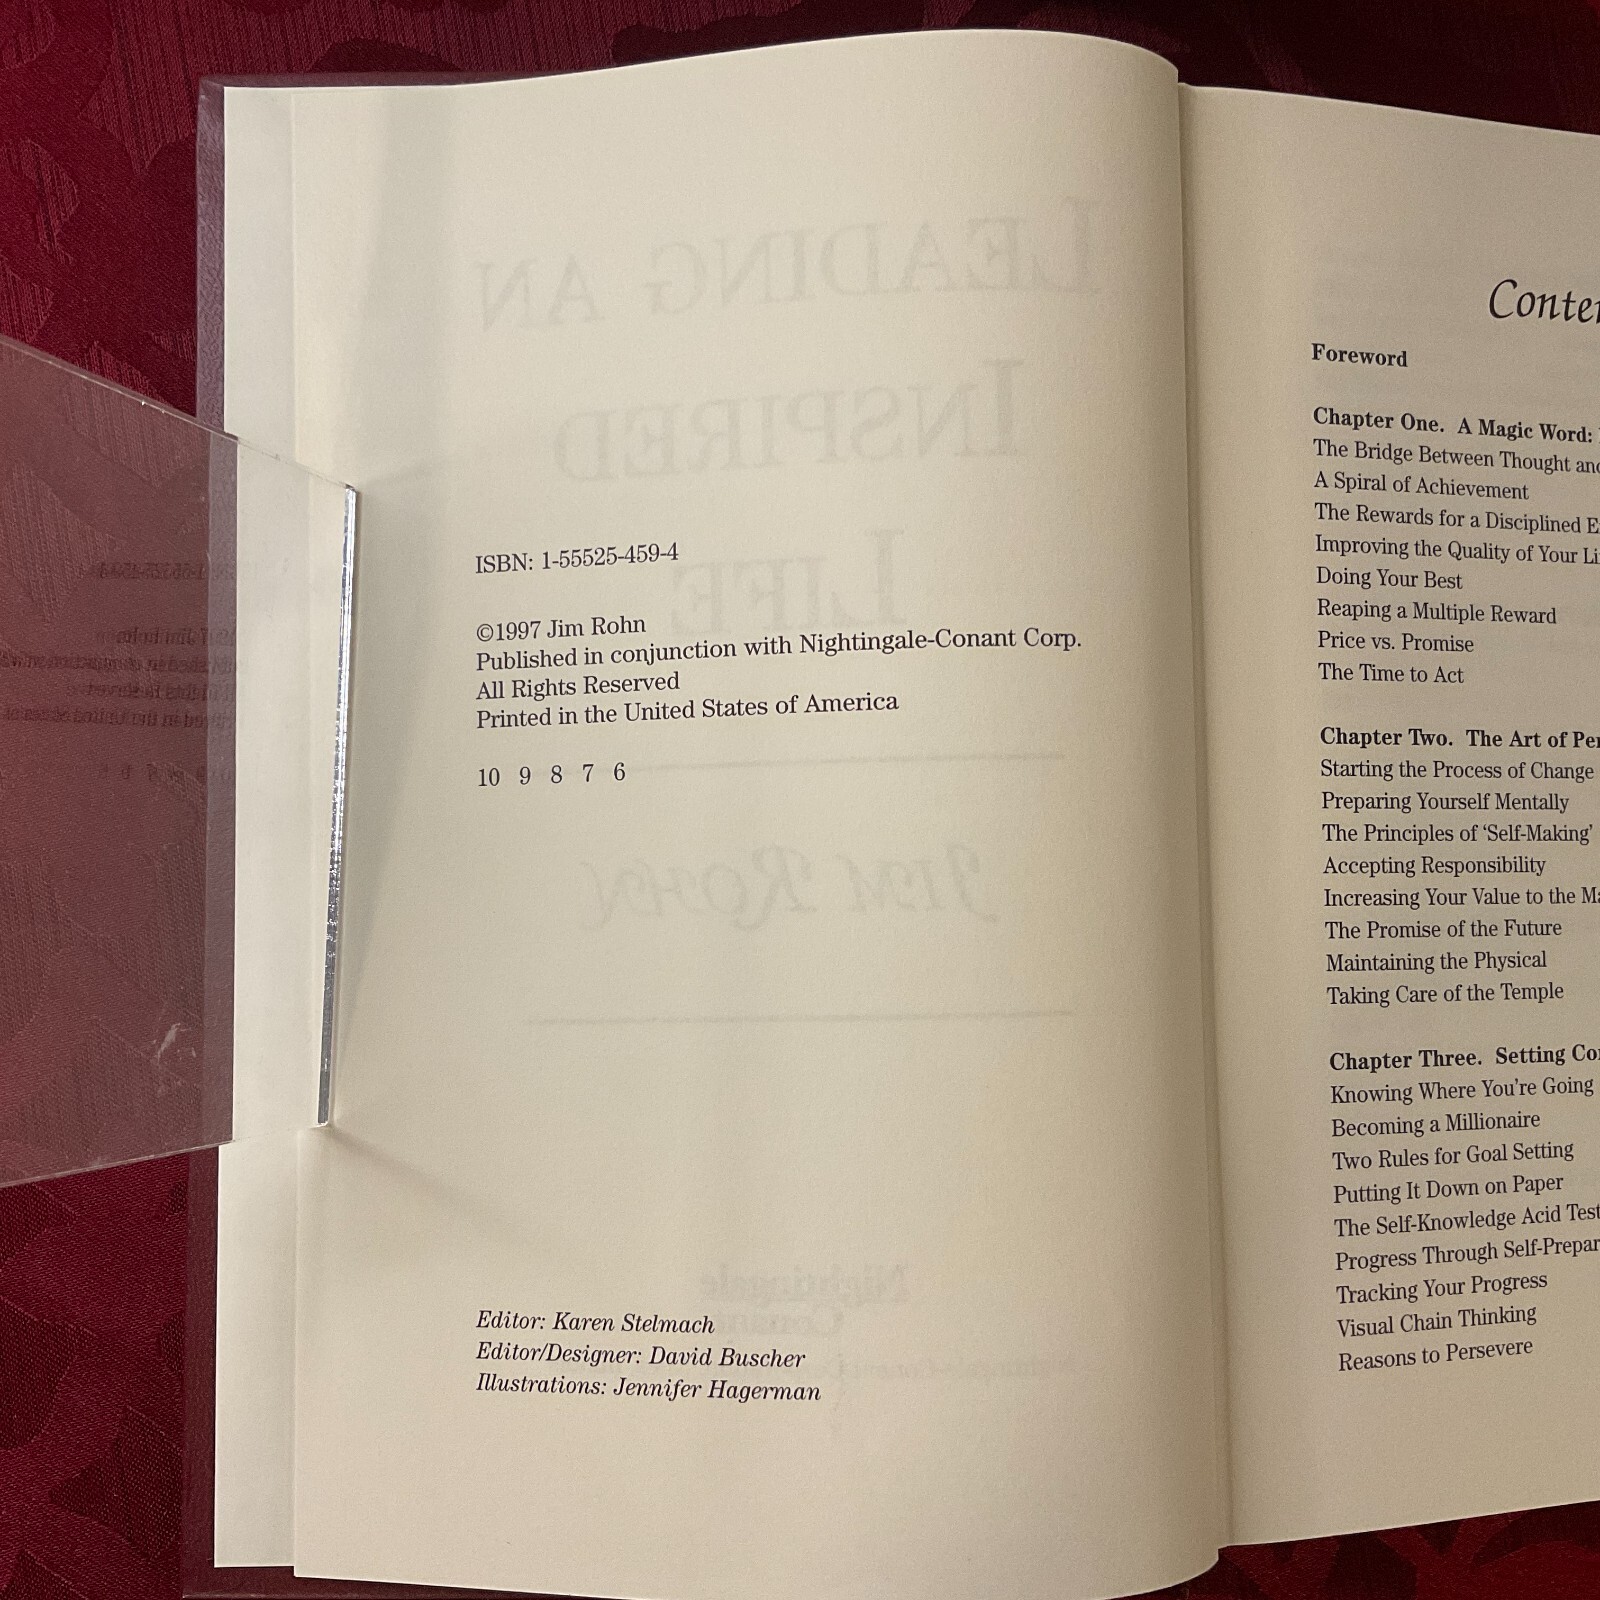 LEADING AN
INSPIRED
LIFE
JIM ROHN
ISBN: 1-55525-459-4
©1997 Jim Rohn
Published in conjunction with Nightingale-Conant Corp.
All Rights Reserved
Printed in the United States of America
10 9 8 7 6
Editor: Karen Stelmach
Editor/Designer: David Buscher
Illustrations: Jennifer Hagerman
Foreword
Chapter One. A Magic Word:
The Bridge Between Thought
A Spiral of Achievement
The Rewards for a Disciplined
Improving the Quality of Your
Doing Your Best
Reaping a Multiple Reward
Price vs. Promise
The Time to Act
Chapter Two. The Art of
Starting the Process of Change
Preparing Yourself Mentally
The Principles of ‘Self-Making’
Accepting Responsibility
Increasing Your Value to the
The Promise of the Future
Maintaining the Physical
Taking Care of the Temple
Chapter Three. Setting
Knowing Where You’re Going
Becoming a Millionaire
Two Rules for Goal Setting
Putting It Down on Paper
The Self-Knowledge Acid Test
Progress Through
Tracking Your Progress
Visual Chain Thinking
Reasons to Persevere